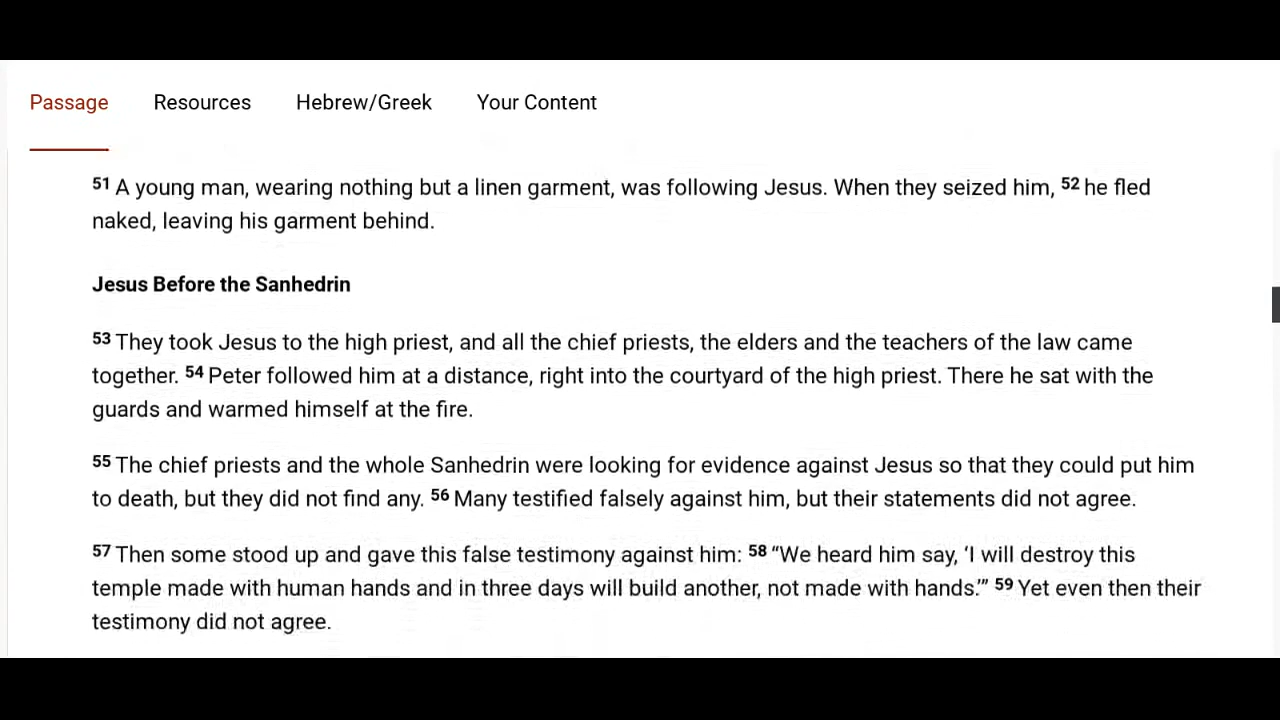 Passage Resources Hebrew/Greek Your Content
51 A young man, wearing nothing but a linen garment, was following Jesus. When they seized him, 52 he fled
naked, leaving his garment behind.
Jesus Before the Sanhedrin
53 They took Jesus to the high priest, and all the chief priests, the elders and the teachers of the law came
together. 54 Peter followed him at a distance, right into the courtyard of the high priest. There he sat with the
guards and warmed himself at the fire.
55 The chief priests and the whole Sanhedrin were looking for evidence against Jesus so that they could put him
to death, but they did not find any. 56 Many testified falsely against him, but their statements did not agree.
57 Then some stood up and gave this false testimony against him: 58 “We heard him say, ‘I will destroy this
temple made with human hands and in three days will build another, not made with hands.’” 59 Yet even then their
testimony did not agree.